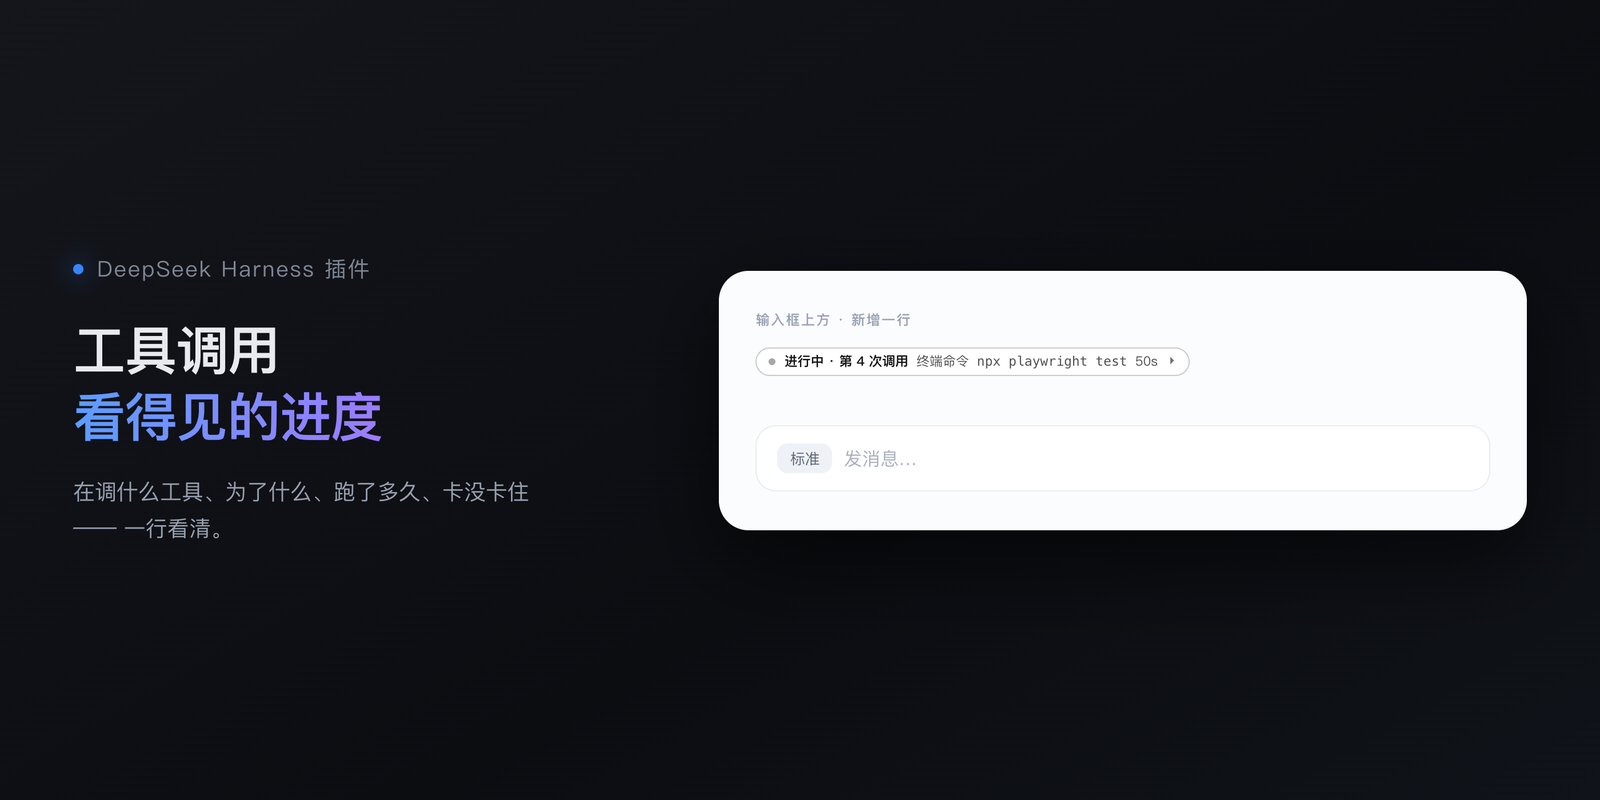 DeepSeek Harness 插件
工具调用
看得见的进度
在调什么工具、为了什么、跑了多久、卡没卡住
—— 一行看清。
输入框上方 · 新增一行
进行中 · 第 4 次调用 终端命令 npx playwright test 50s
标准 发消息…